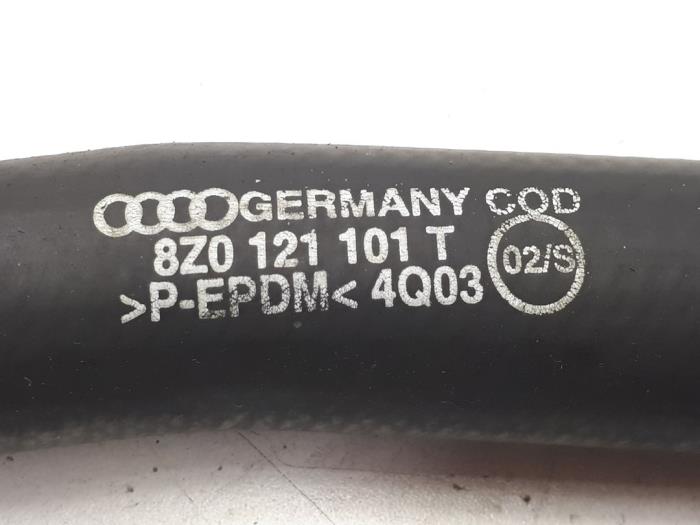 GERMANY COD
8Z0 121 101 T 02/S
>P-EPDM< 4Q03